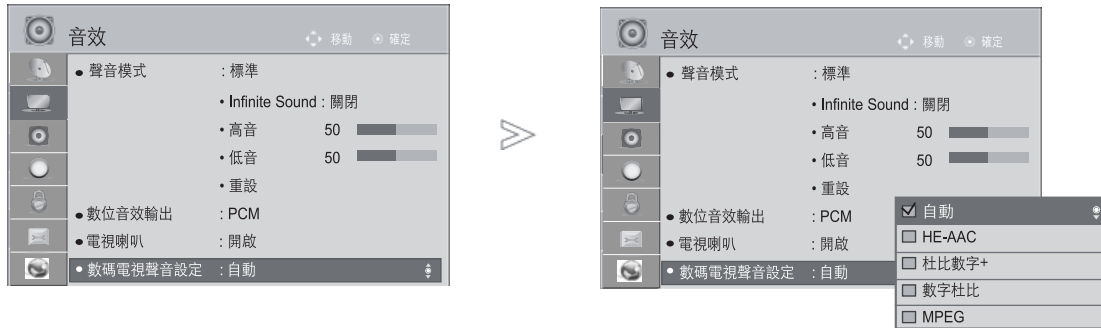 音效 移動 確定
● 聲音模式 : 標準
• Infinite Sound : 關閉
• 高音 50
• 低音 50
• 重設
● 數位音效輸出 : PCM
● 電視喇叭 : 開啟
● 數碼電視聲音設定 : 自動
音效 移動 確定
● 聲音模式 : 標準
• Infinite Sound : 關閉
• 高音 50
• 低音 50
• 重設
● 數位音效輸出 : PCM
● 電視喇叭 : 開啟
● 數碼電視聲音設定 : 自動
自動
HE-AAC
杜比數字+
數字杜比
MPEG